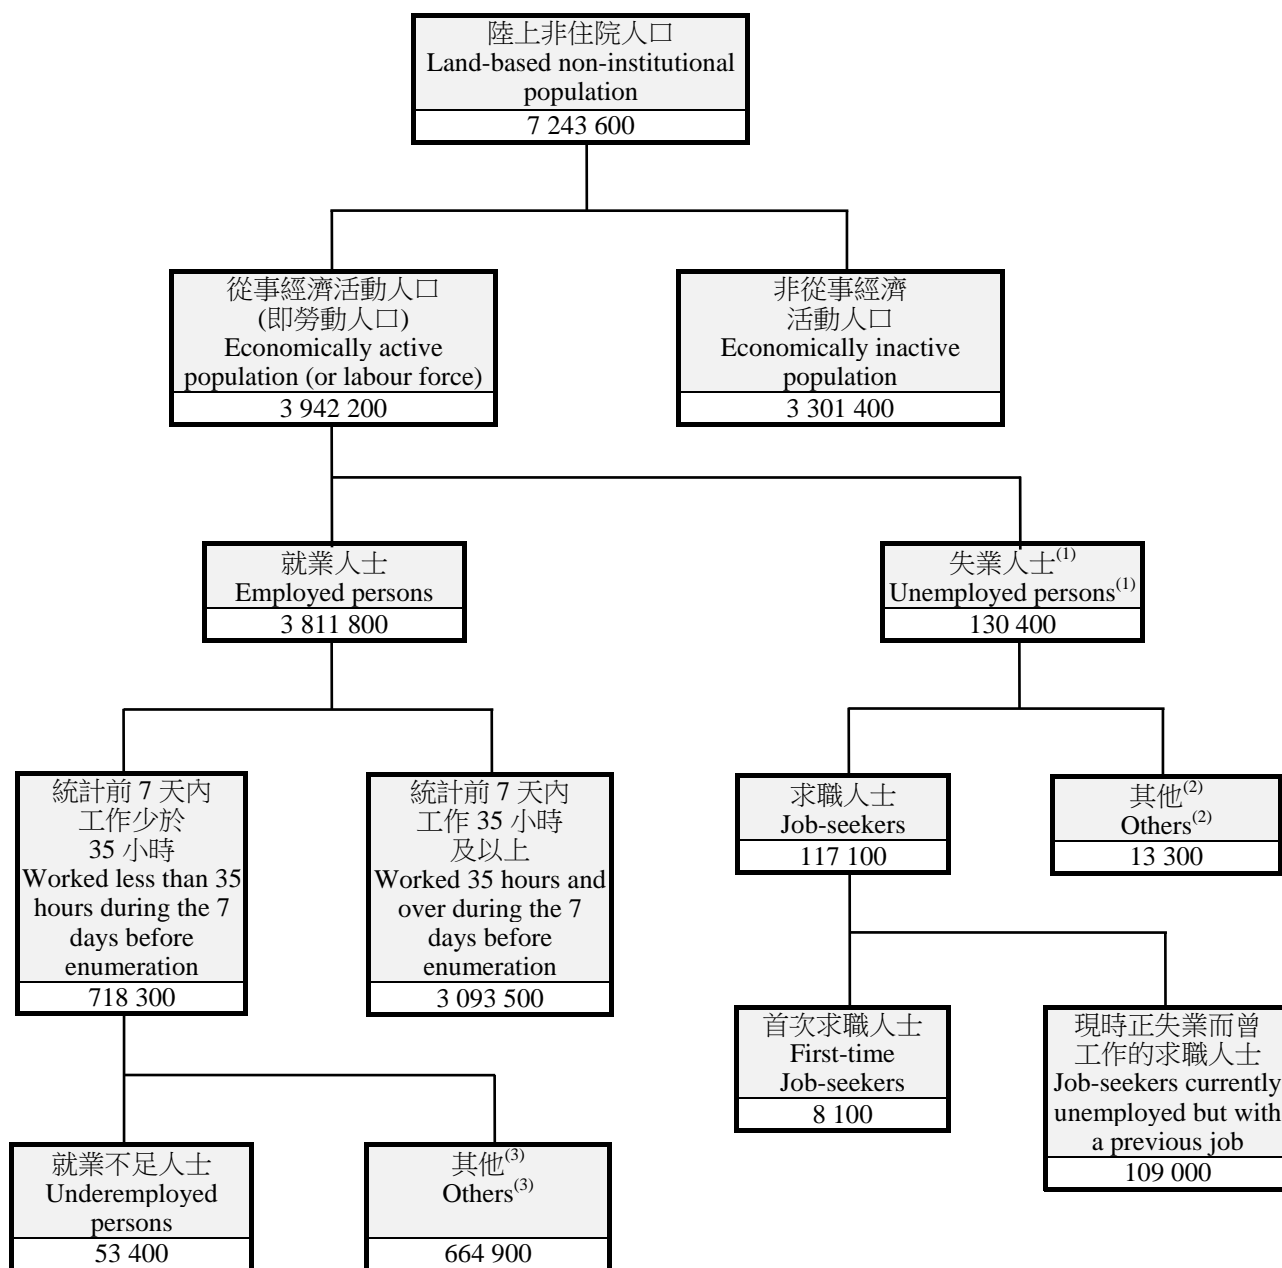 陸上非住院人口
Land-based non-institutional
population
7 243 600
從事經濟活動人口
(即勞動人口)
Economically active
population (or labour force)
3 942 200
非從事經濟
活動人口
Economically inactive
population
3 301 400
就業人士
Employed persons
3 811 800
失業人士(1)
Unemployed persons(1)
130 400
統計前 7 天內
工作少於
35 小時
Worked less than 35
hours during the 7
days before
enumeration
718 300
統計前 7 天內
工作 35 小時
及以上
Worked 35 hours and
over during the 7
days before
enumeration
3 093 500
求職人士
Job-seekers
117 100
其他(2)
Others(2)
13 300
首次求職人士
First-time
Job-seekers
8 100
現時正失業而曾
工作的求職人士
Job-seekers currently
unemployed but with
a previous job
109 000
就業不足人士
Underemployed
persons
53 400
其他(3)
Others(3)
664 900